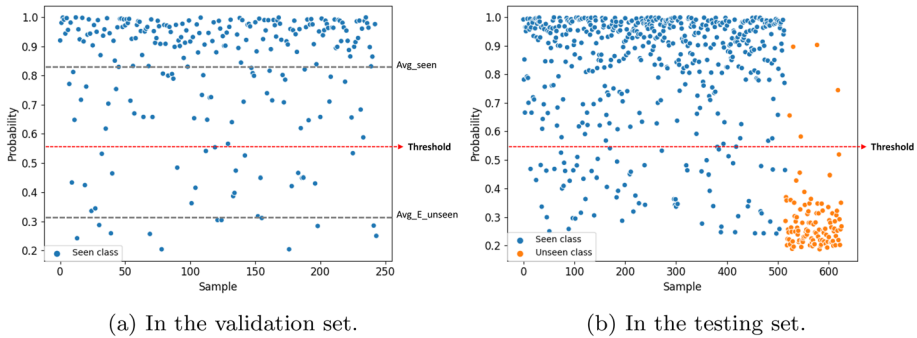 1.0
0.9
0.8
0.7
0.6
0.5
0.4
0.3
0.2
Probability
Avg_seen
Threshold
Avg_E_unseen
Seen class
0 50 100 150 200 250
Sample
(a) In the validation set.
1.0
0.9
0.8
0.7
0.6
0.5
0.4
0.3
0.2
Probability
Threshold
Seen class
Unseen class
0 100 200 300 400 500 600
Sample
(b) In the testing set.